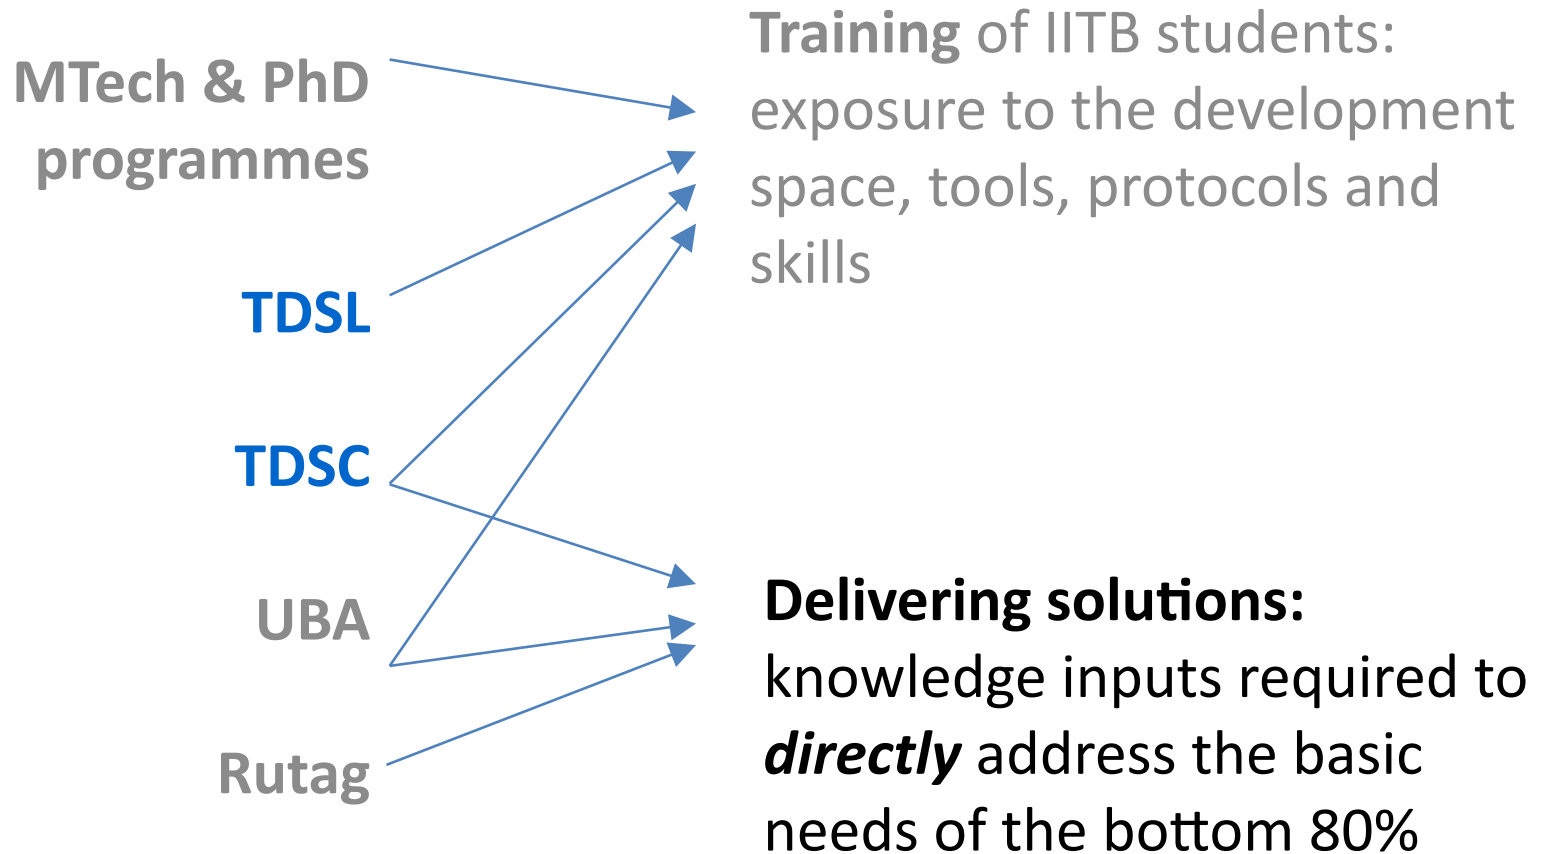 MTech & PhD
programmes
TDSL
TDSC
UBA
Rutag
Training of IITB students:
exposure to the development
space, tools, protocols and
skills
Delivering solutions:
knowledge inputs required to
directly address the basic
needs of the bottom 80%